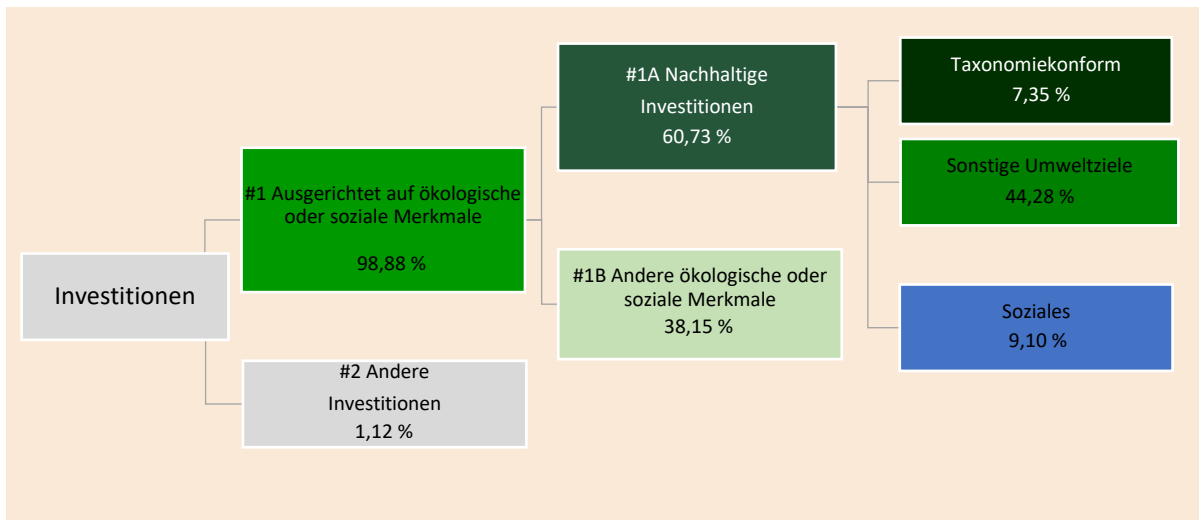 Investitionen
#1 Ausgerichtet auf ökologische
oder soziale Merkmale
98,88 %
#2 Andere
Investitionen
1,12 %
#1A Nachhaltige
Investitionen
60,73 %
#1B Andere ökologische oder
soziale Merkmale
38,15 %
Taxonomiekonform
7,35 %
Sonstige Umweltziele
44,28 %
Soziales
9,10 %